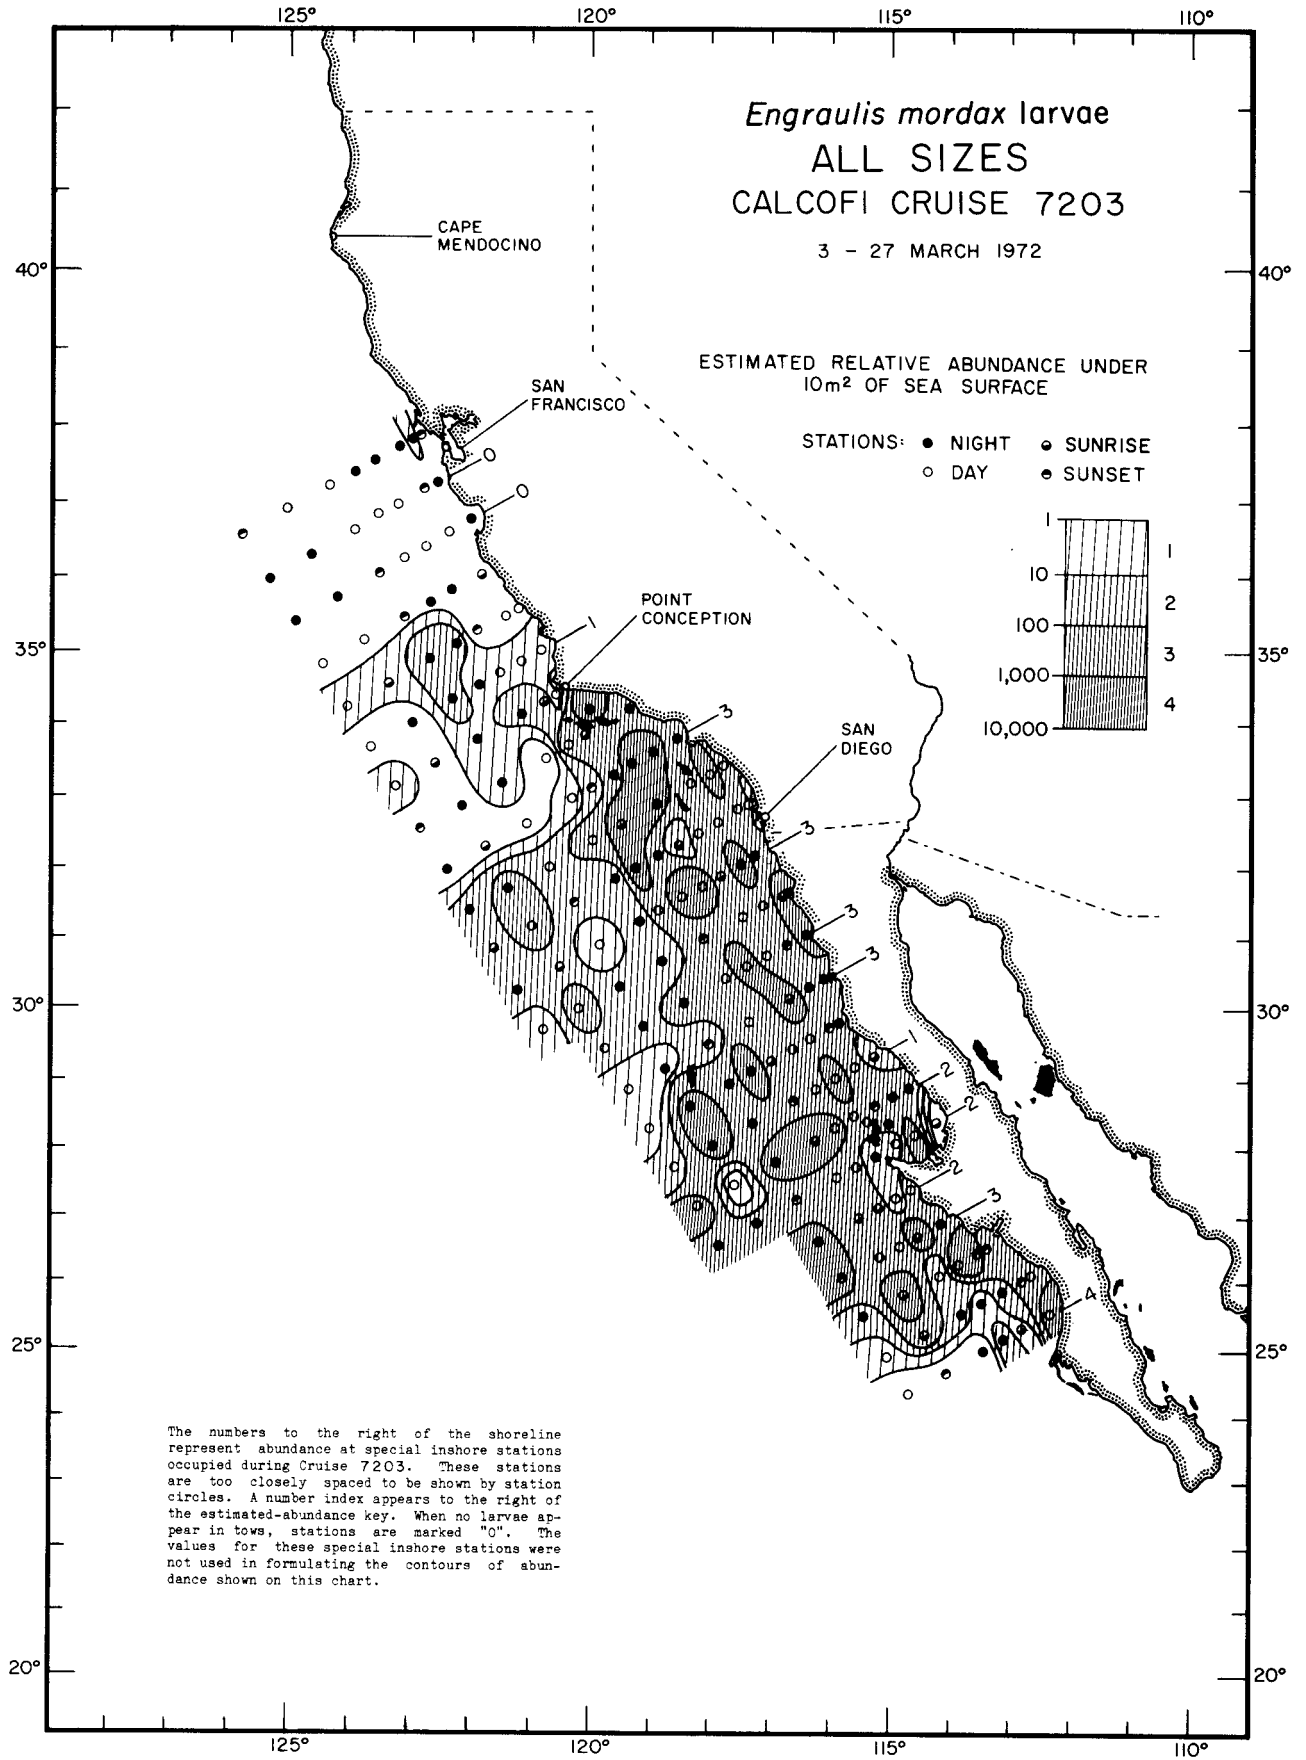 125°
120°
115°
110°
Engraulis mordax larvae
ALL SIZES
CALCOFI CRUISE 7203
3 – 27 MARCH 1972
CAPE
MENDOCINO
40°
40°
ESTIMATED RELATIVE ABUNDANCE UNDER
10m² OF SEA SURFACE
SAN
FRANCISCO
STATIONS: ● NIGHT
◒ SUNRISE
○ DAY
◓ SUNSET
0
0
1
10
100
1,000
10,000
1
2
3
4
POINT
CONCEPTION
1
35°
35°
3
SAN
DIEGO
3
3
3
30°
30°
1
2
2
2
3
4
25°
25°
The numbers to the right of the shoreline
represent abundance at special inshore stations
occupied during Cruise 7203. These stations
are too closely spaced to be shown by station
circles. A number index appears to the right of
the estimated-abundance key. When no larvae ap-
pear in tows, stations are marked "0". The
values for these special inshore stations were
not used in formulating the contours of abun-
dance shown on this chart.
20°
20°
125°
120°
115°
110°